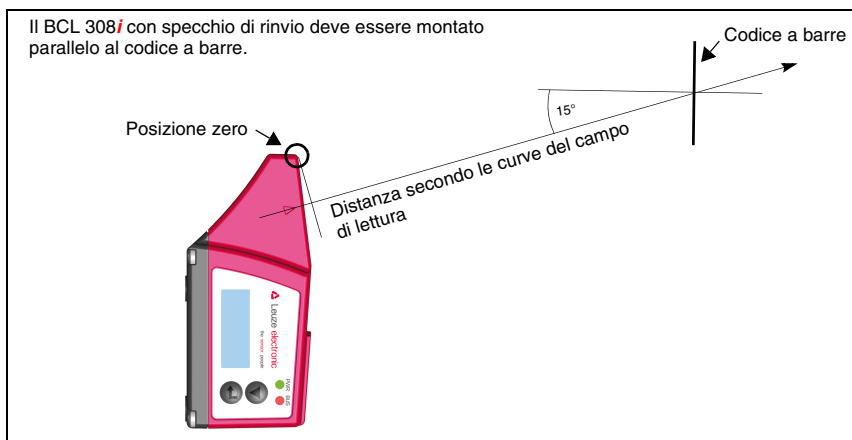 Il BCL 308i con specchio di rinvio deve essere montato
parallelo al codice a barre.
Codice a barre
15°
Posizione zero
Distanza secondo le curve del campo
di lettura
Leuze electronic
the sensor people
PWR BUS